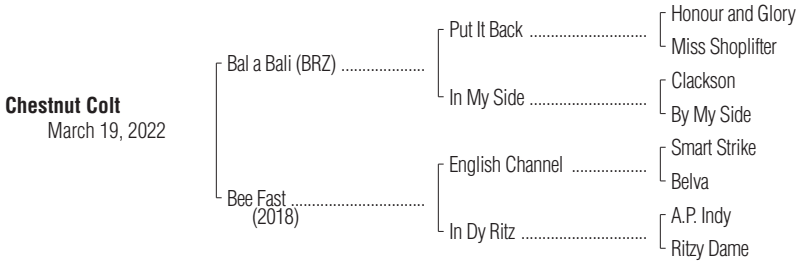 Honour and Glory
Put It Back ............................
Miss Shoplifter
Bal a Bali (BRZ) ....................
Clackson
In My Side ............................
By My Side
Chestnut Colt
March 19, 2022
Smart Strike
English Channel ..................
Belva
Bee Fast ................................
(2018)
A.P. Indy
In Dy Ritz ..............................
Ritzy Dame